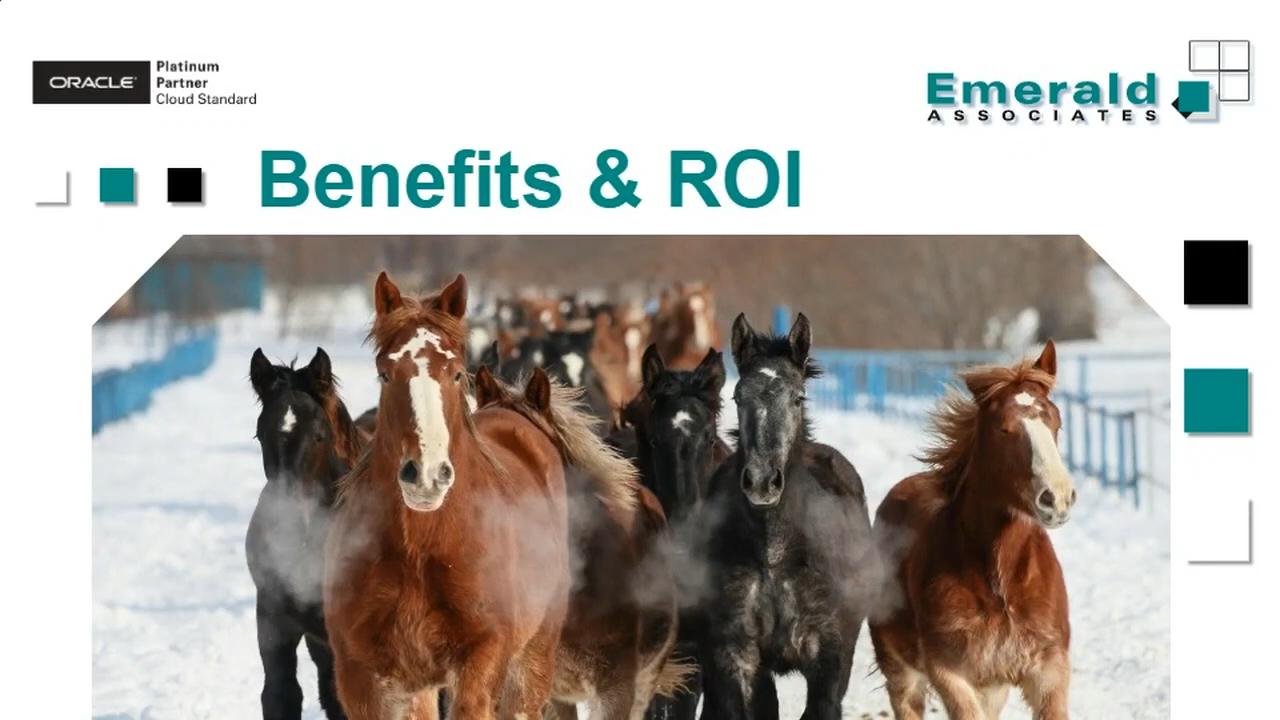 ORACLE
Platinum
Partner
Cloud Standard
Emerald
ASSOCIATES
Benefits & ROI